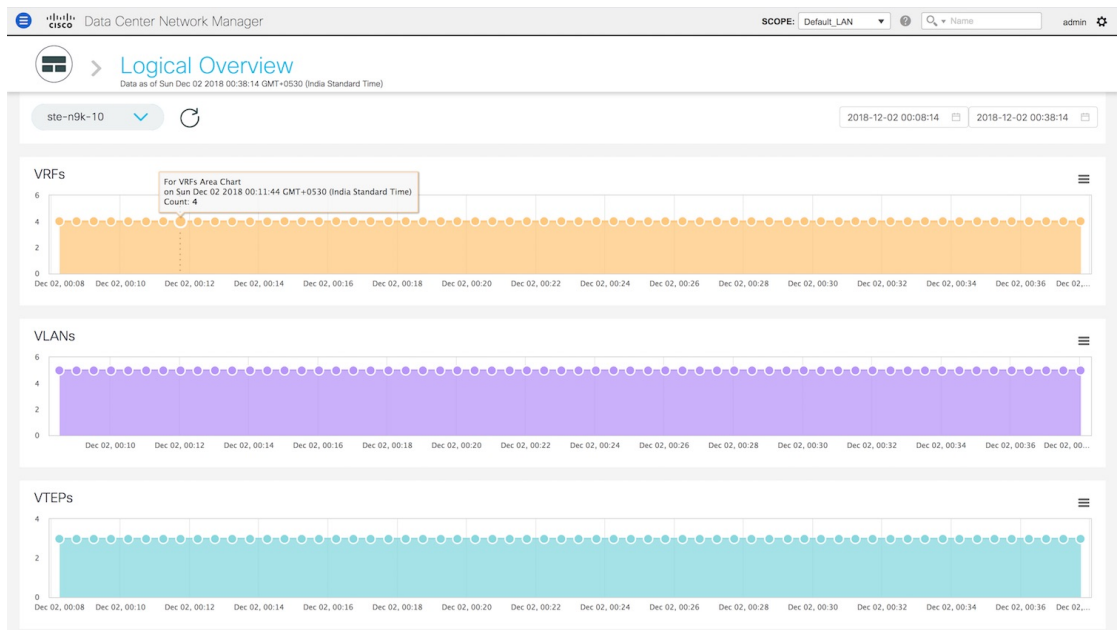 cisco Data Center Network Manager SCOPE: Default_LAN Name admin
Logical Overview
Data as of Sun Dec 02 2018 00:38:14 GMT+0530 (India Standard Time)
ste-n9k-10 2018-12-02 00:08:14 2018-12-02 00:38:14
VRFs
For VRFs Area Chart
on Sun Dec 02 2018 00:11:44 GMT+0530 (India Standard Time)
Count: 4
6
4
2
0
Dec 02, 00:08 Dec 02, 00:10 Dec 02, 00:12 Dec 02, 00:14 Dec 02, 00:16 Dec 02, 00:18 Dec 02, 00:20 Dec 02, 00:22 Dec 02, 00:24 Dec 02, 00:26 Dec 02, 00:28 Dec 02, 00:30 Dec 02, 00:32 Dec 02, 00:34 Dec 02, 00:36 Dec 02,...
VLANs
6
4
2
0
Dec 02, 00:10 Dec 02, 00:12 Dec 02, 00:14 Dec 02, 00:16 Dec 02, 00:18 Dec 02, 00:20 Dec 02, 00:22 Dec 02, 00:24 Dec 02, 00:26 Dec 02, 00:28 Dec 02, 00:30 Dec 02, 00:32 Dec 02, 00:34 Dec 02, 00:36 Dec 02, 00...
VTEPs
4
2
0
Dec 02, 00:08 Dec 02, 00:10 Dec 02, 00:12 Dec 02, 00:14 Dec 02, 00:16 Dec 02, 00:18 Dec 02, 00:20 Dec 02, 00:22 Dec 02, 00:24 Dec 02, 00:26 Dec 02, 00:28 Dec 02, 00:30 Dec 02, 00:32 Dec 02, 00:34 Dec 02, 00:36 Dec 02,...